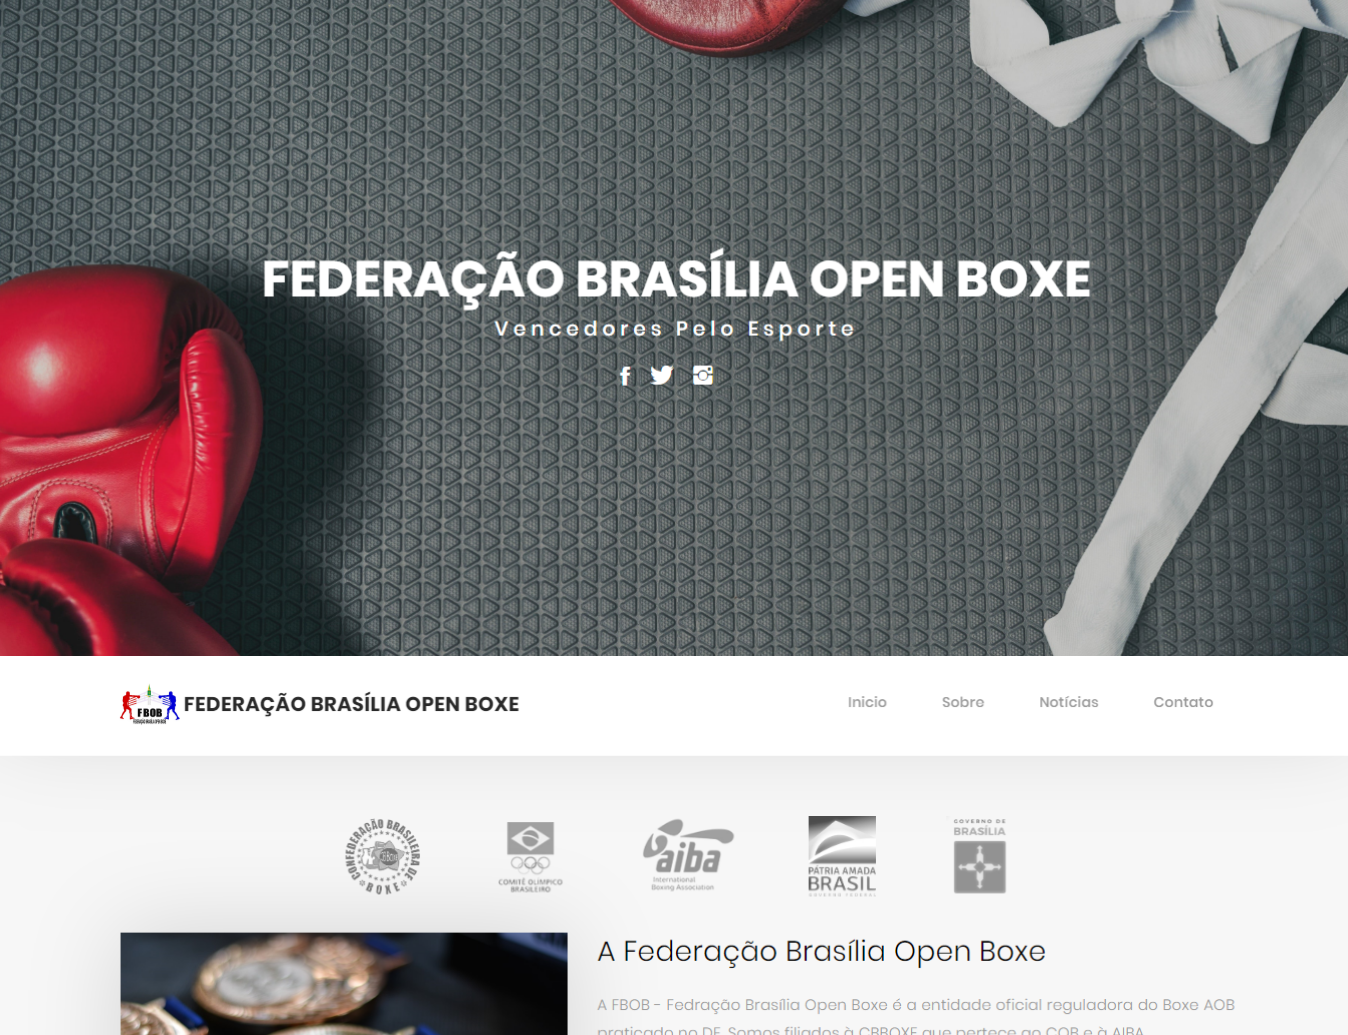 FEDERAÇÃO BRASÍLIA OPEN BOXE
Vencedores Pelo Esporte
FBOB
FEDERAÇÃO BRASÍLIA OPEN BOXE
Inicio
Sobre
Notícias
Contato
CONFEDERAÇÃO BRASILEIRA DE BOXE
COMITÊ OLÍMPICO
BRASILEIRO
aiba
International
Boxing Association
PÁTRIA AMADA
BRASIL
GOVERNO FEDERAL
GOVERNO DE
BRASÍLIA
A Federação Brasília Open Boxe
A FBOB - Fedração Brasília Open Boxe é a entidade oficial reguladora do Boxe AOB
praticado no DF. Somos filiados à CBBOXE que pertece ao COB e à AIBA.